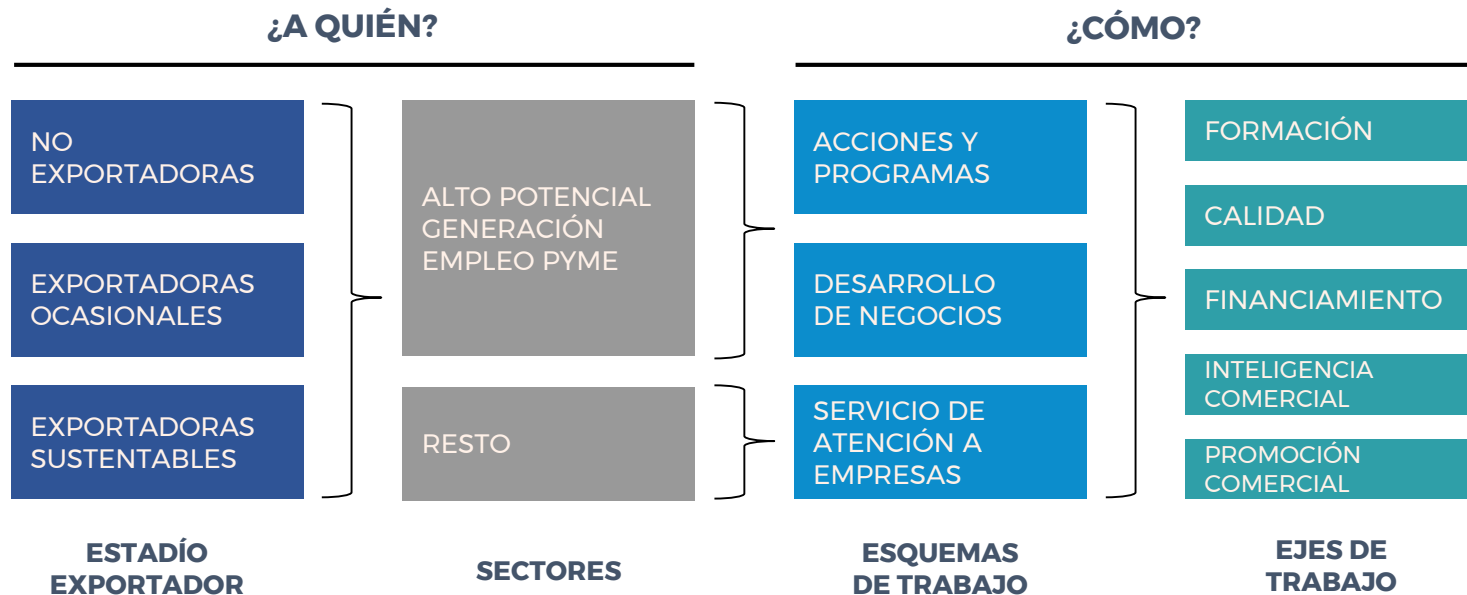 ¿A QUIÉN?
¿CÓMO?
NO
EXPORTADORAS
EXPORTADORAS
OCASIONALES
EXPORTADORAS
SUSTENTABLES
ESTADÍO
EXPORTADOR
ALTO POTENCIAL
GENERACIÓN
EMPLEO PYME
RESTO
SECTORES
ACCIONES Y
PROGRAMAS
DESARROLLO
DE NEGOCIOS
SERVICIO DE
ATENCIÓN A
EMPRESAS
ESQUEMAS
DE TRABAJO
FORMACIÓN
CALIDAD
FINANCIAMIENTO
INTELIGENCIA
COMERCIAL
PROMOCIÓN
COMERCIAL
EJES DE
TRABAJO